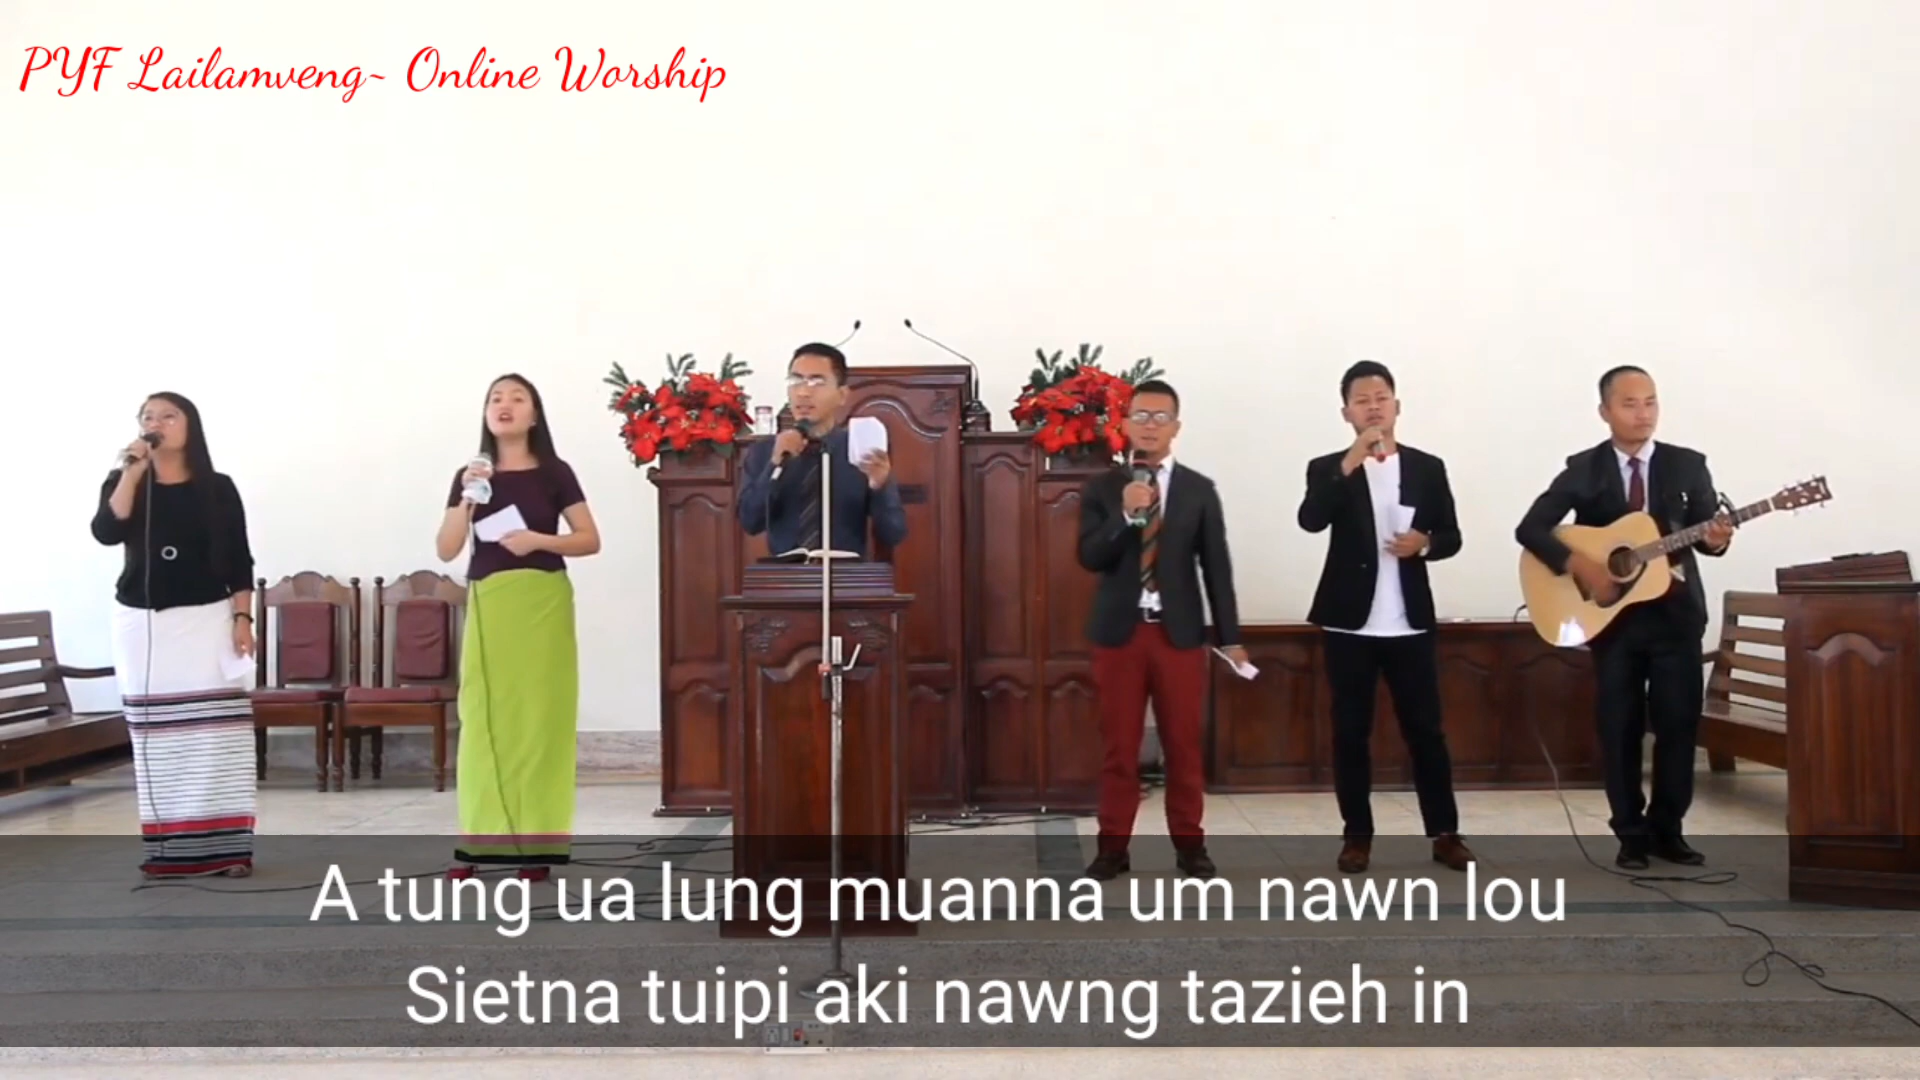 PYF Lailamveng~ Online Worship
A tung ua lung muanna um nawn lou
Sietna tuipi aki nawng tazieh in